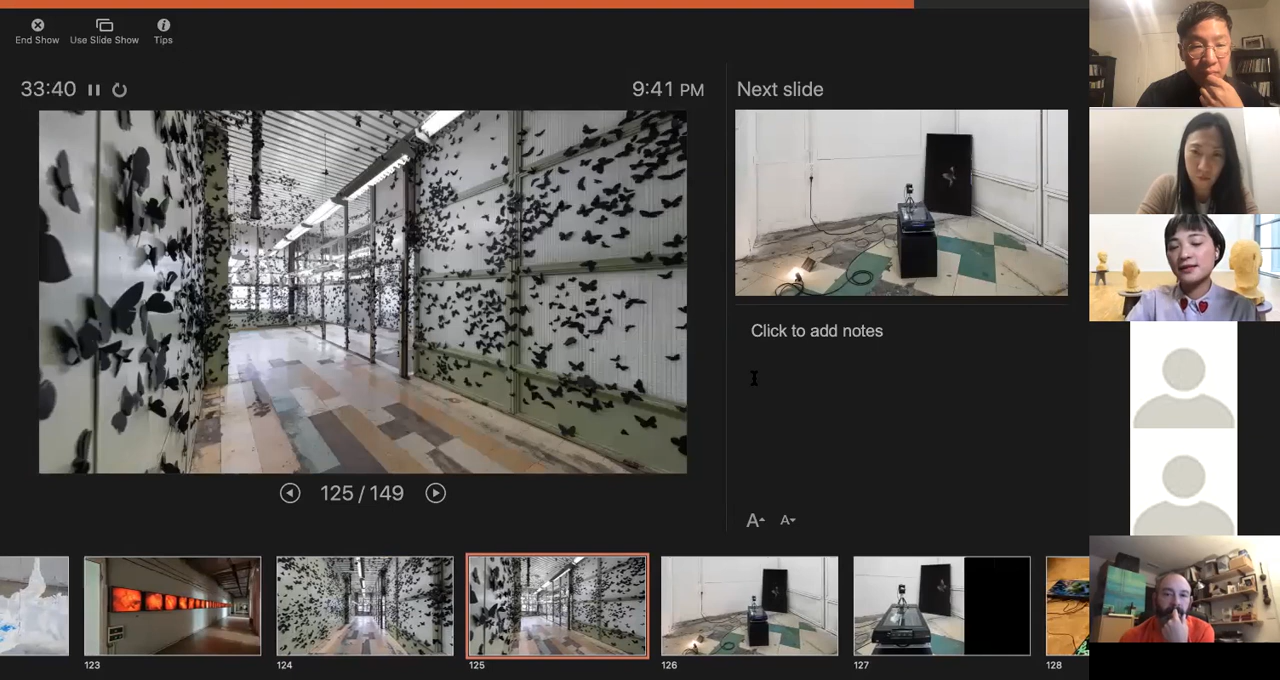 End Show
Use Slide Show
Tips
33:40
9:41 PM
Next slide
Click to add notes
125 / 149
A A
123
124
125
126
127
128